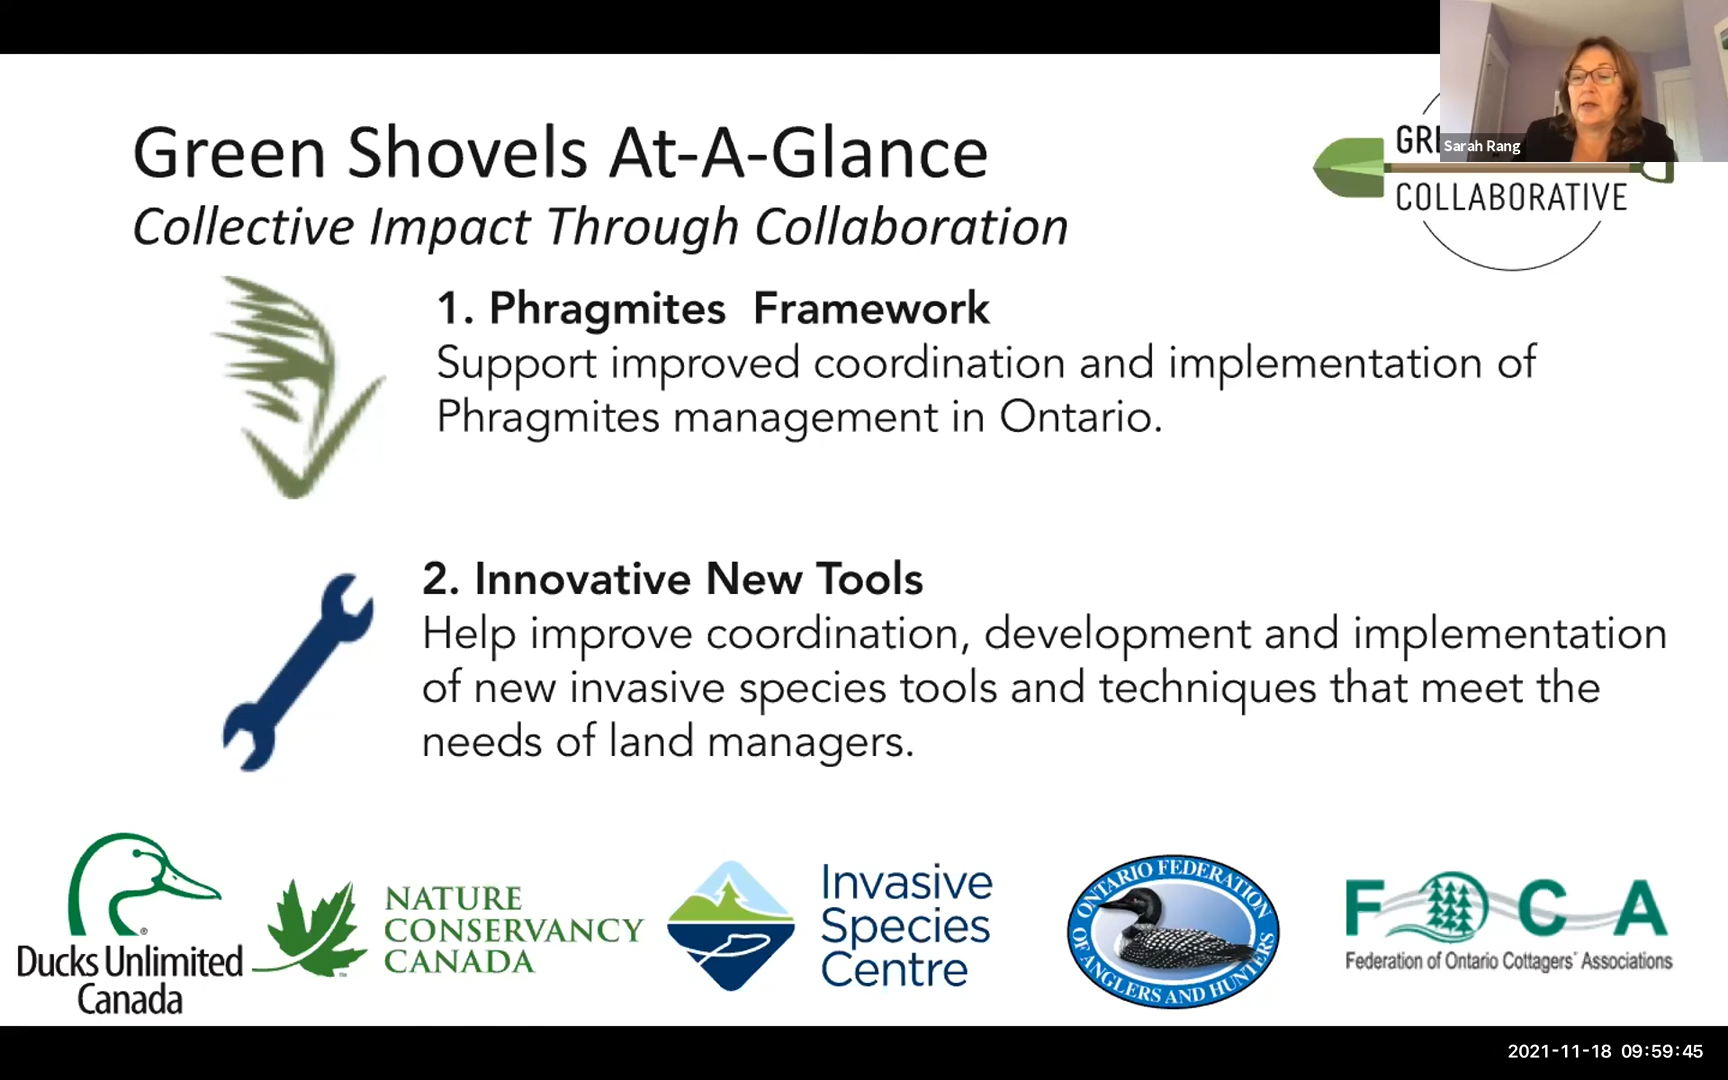 Green Shovels At-A-Glance
Collective Impact Through Collaboration
GR
COLLABORATIVE
Sarah Rang
1. Phragmites Framework
Support improved coordination and implementation of
Phragmites management in Ontario.
2. Innovative New Tools
Help improve coordination, development and implementation
of new invasive species tools and techniques that meet the
needs of land managers.
Ducks Unlimited
Canada
NATURE
CONSERVANCY
CANADA
Invasive
Species
Centre
ONTARIO FEDERATION
OF ANGLERS AND HUNTERS
FOCA
Federation of Ontario Cottagers' Associations
2021-11-18 09:59:45